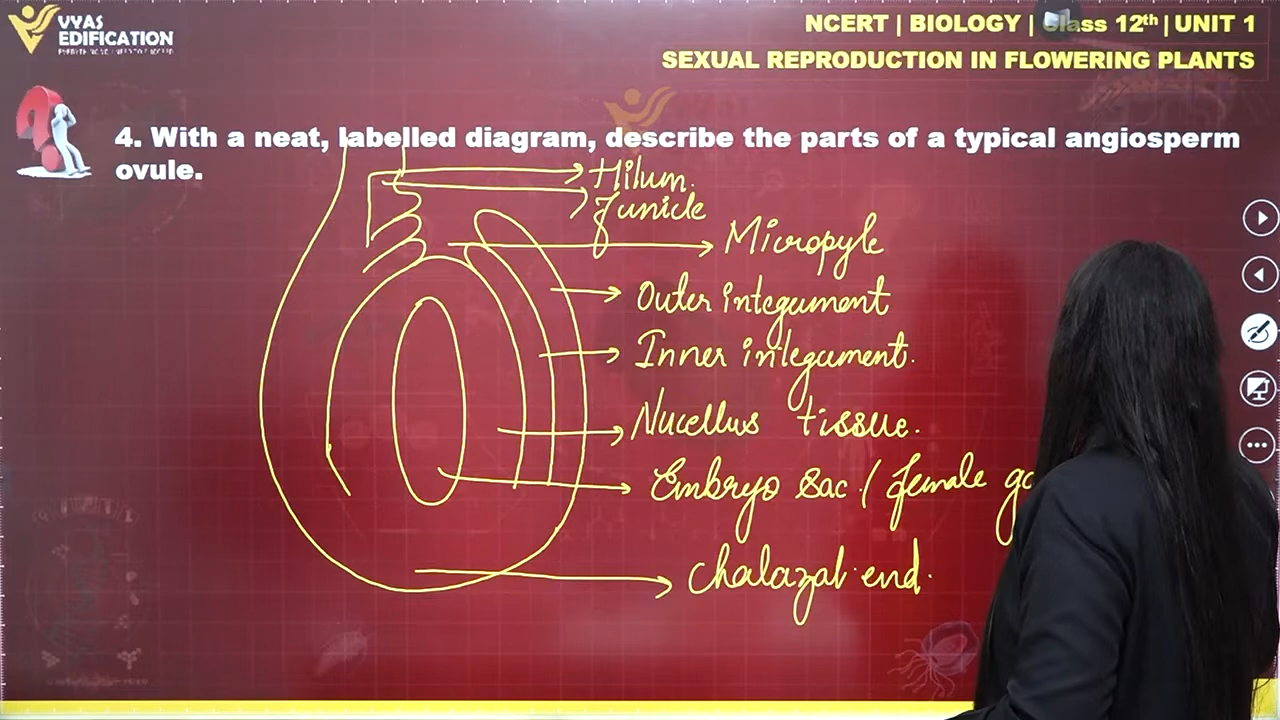 VYAS
EDIFICATION
NCERT | BIOLOGY | Class 12th | UNIT 1
SEXUAL REPRODUCTION IN FLOWERING PLANTS
4. With a neat, labelled diagram, describe the parts of a typical angiosperm
ovule.
Hilum.
Funicle
Micropyle
Outer integument
Inner integument.
Nucellus tissue.
Embryo sac. / female
Chalazal end.